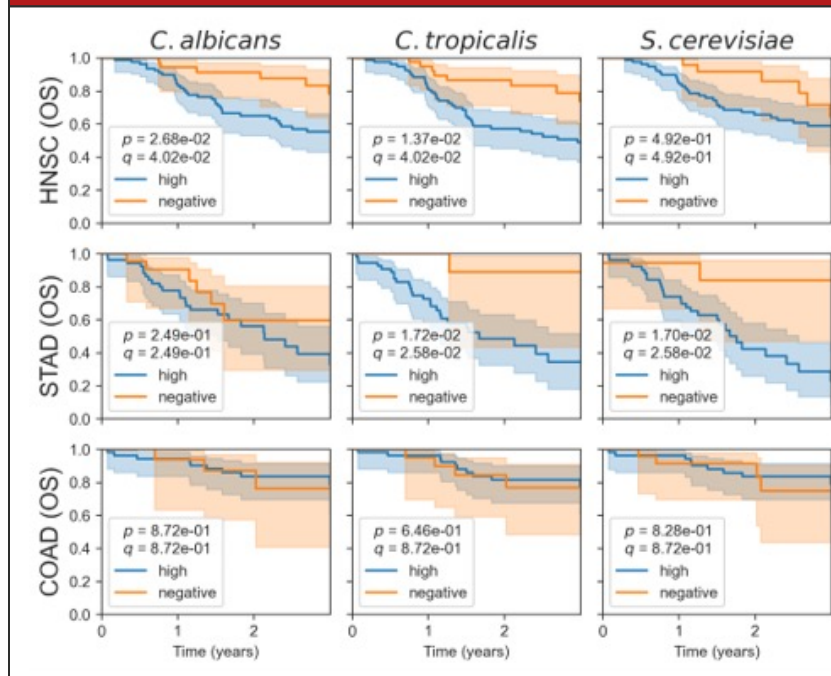 C. albicans
C. tropicalis
S. cerevisiae
HNSC (OS)
1.0
0.8
0.6
0.4
0.2
0.0
p = 2.68e-02
q = 4.02e-02
high
negative
p = 1.37e-02
q = 4.02e-02
high
negative
p = 4.92e-01
q = 4.92e-01
high
negative
STAD (OS)
1.0
0.8
0.6
0.4
0.2
0.0
p = 2.49e-01
q = 2.49e-01
high
negative
p = 1.72e-02
q = 2.58e-02
high
negative
p = 1.70e-02
q = 2.58e-02
high
negative
COAD (OS)
1.0
0.8
0.6
0.4
0.2
0.0
p = 8.72e-01
q = 8.72e-01
high
negative
p = 6.46e-01
q = 8.72e-01
high
negative
p = 8.28e-01
q = 8.72e-01
high
negative
0 1 2
0 1 2
0 1 2
Time (years)
Time (years)
Time (years)